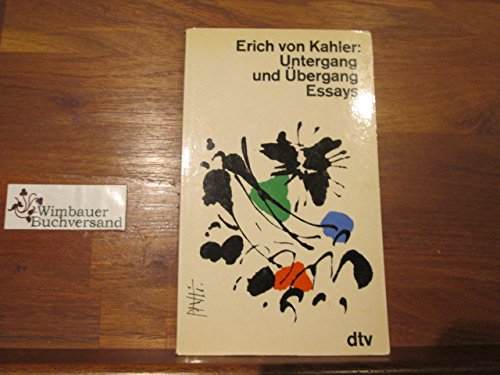 Erich von Kahler:
Untergang
und Übergang
Essays
Wimbauer
Buchversand
dtv